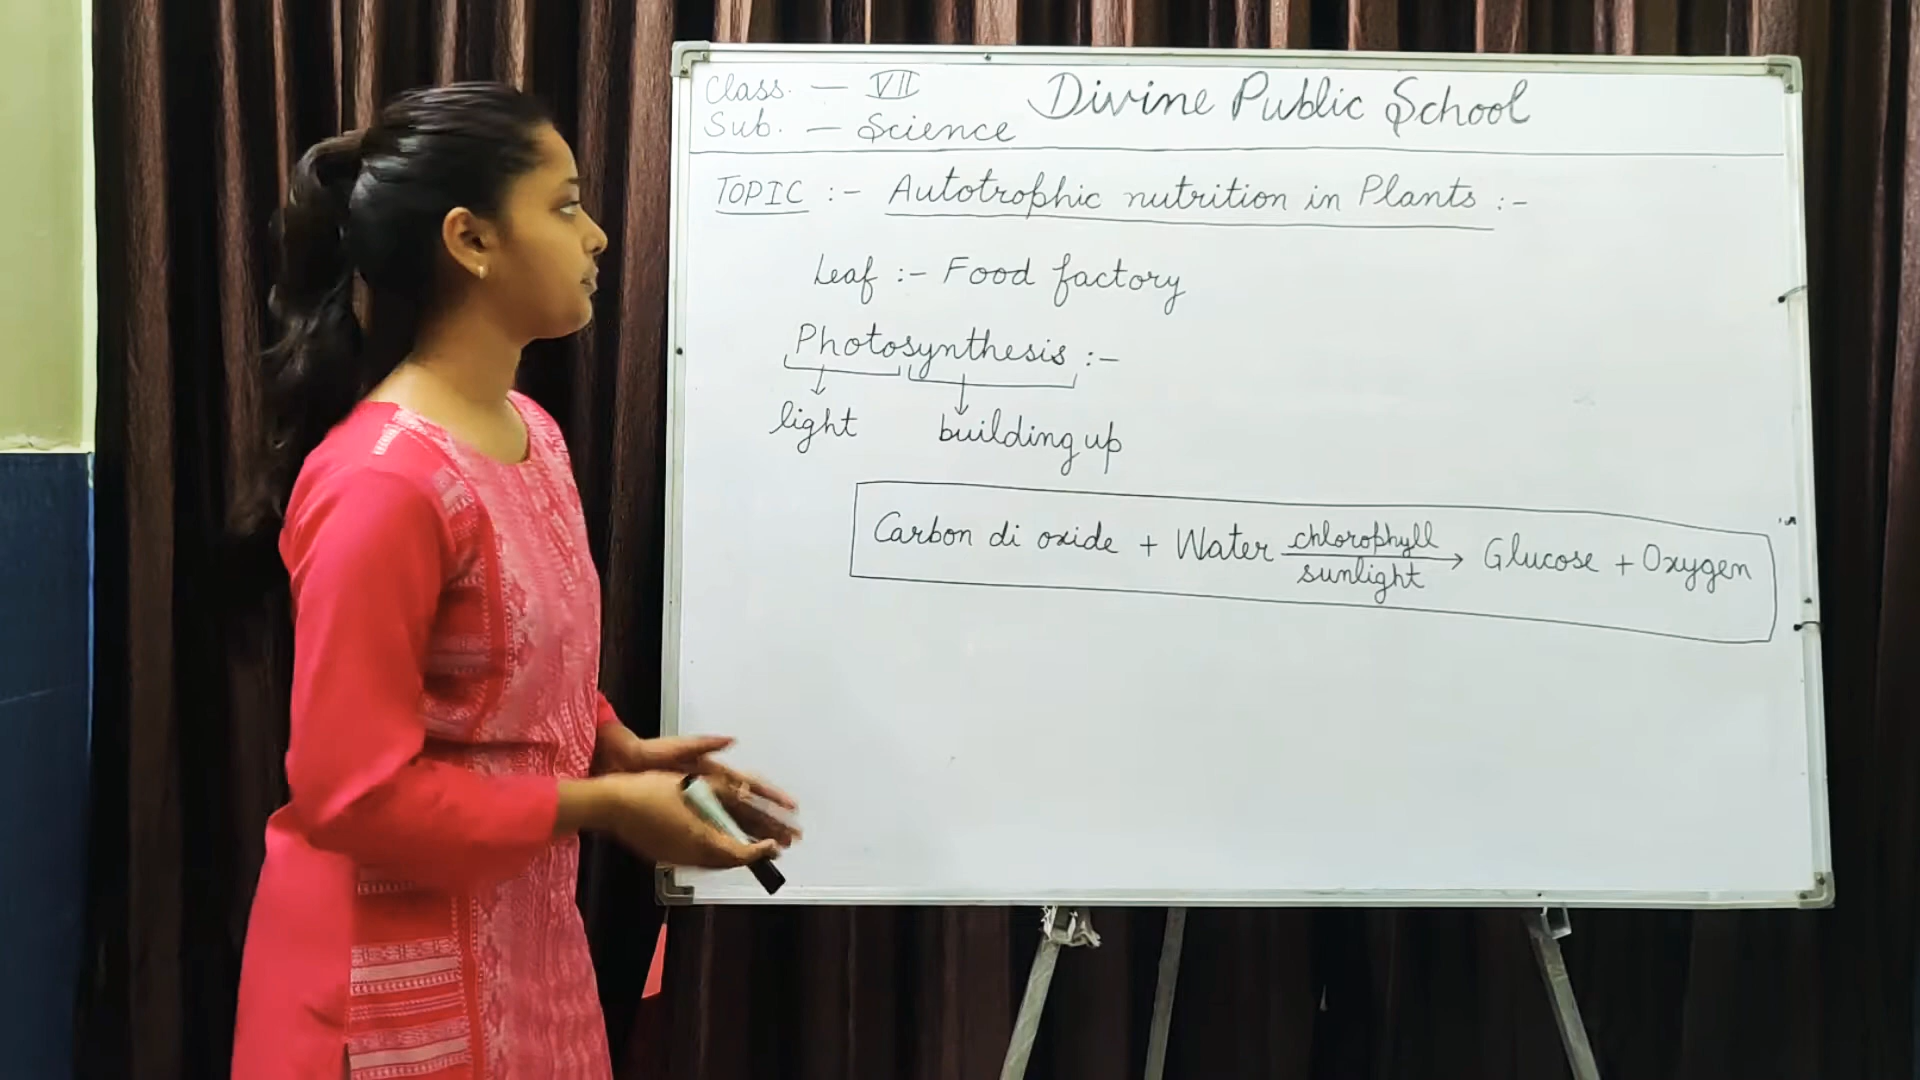 Class. — VII
Sub. — Science
Divine Public School
TOPIC :- Autotrophic nutrition in Plants :-
Leaf :- Food factory
Photosynthesis :-
light building up
Carbon di oxide + Water chlorophyll sunlight → Glucose + Oxygen